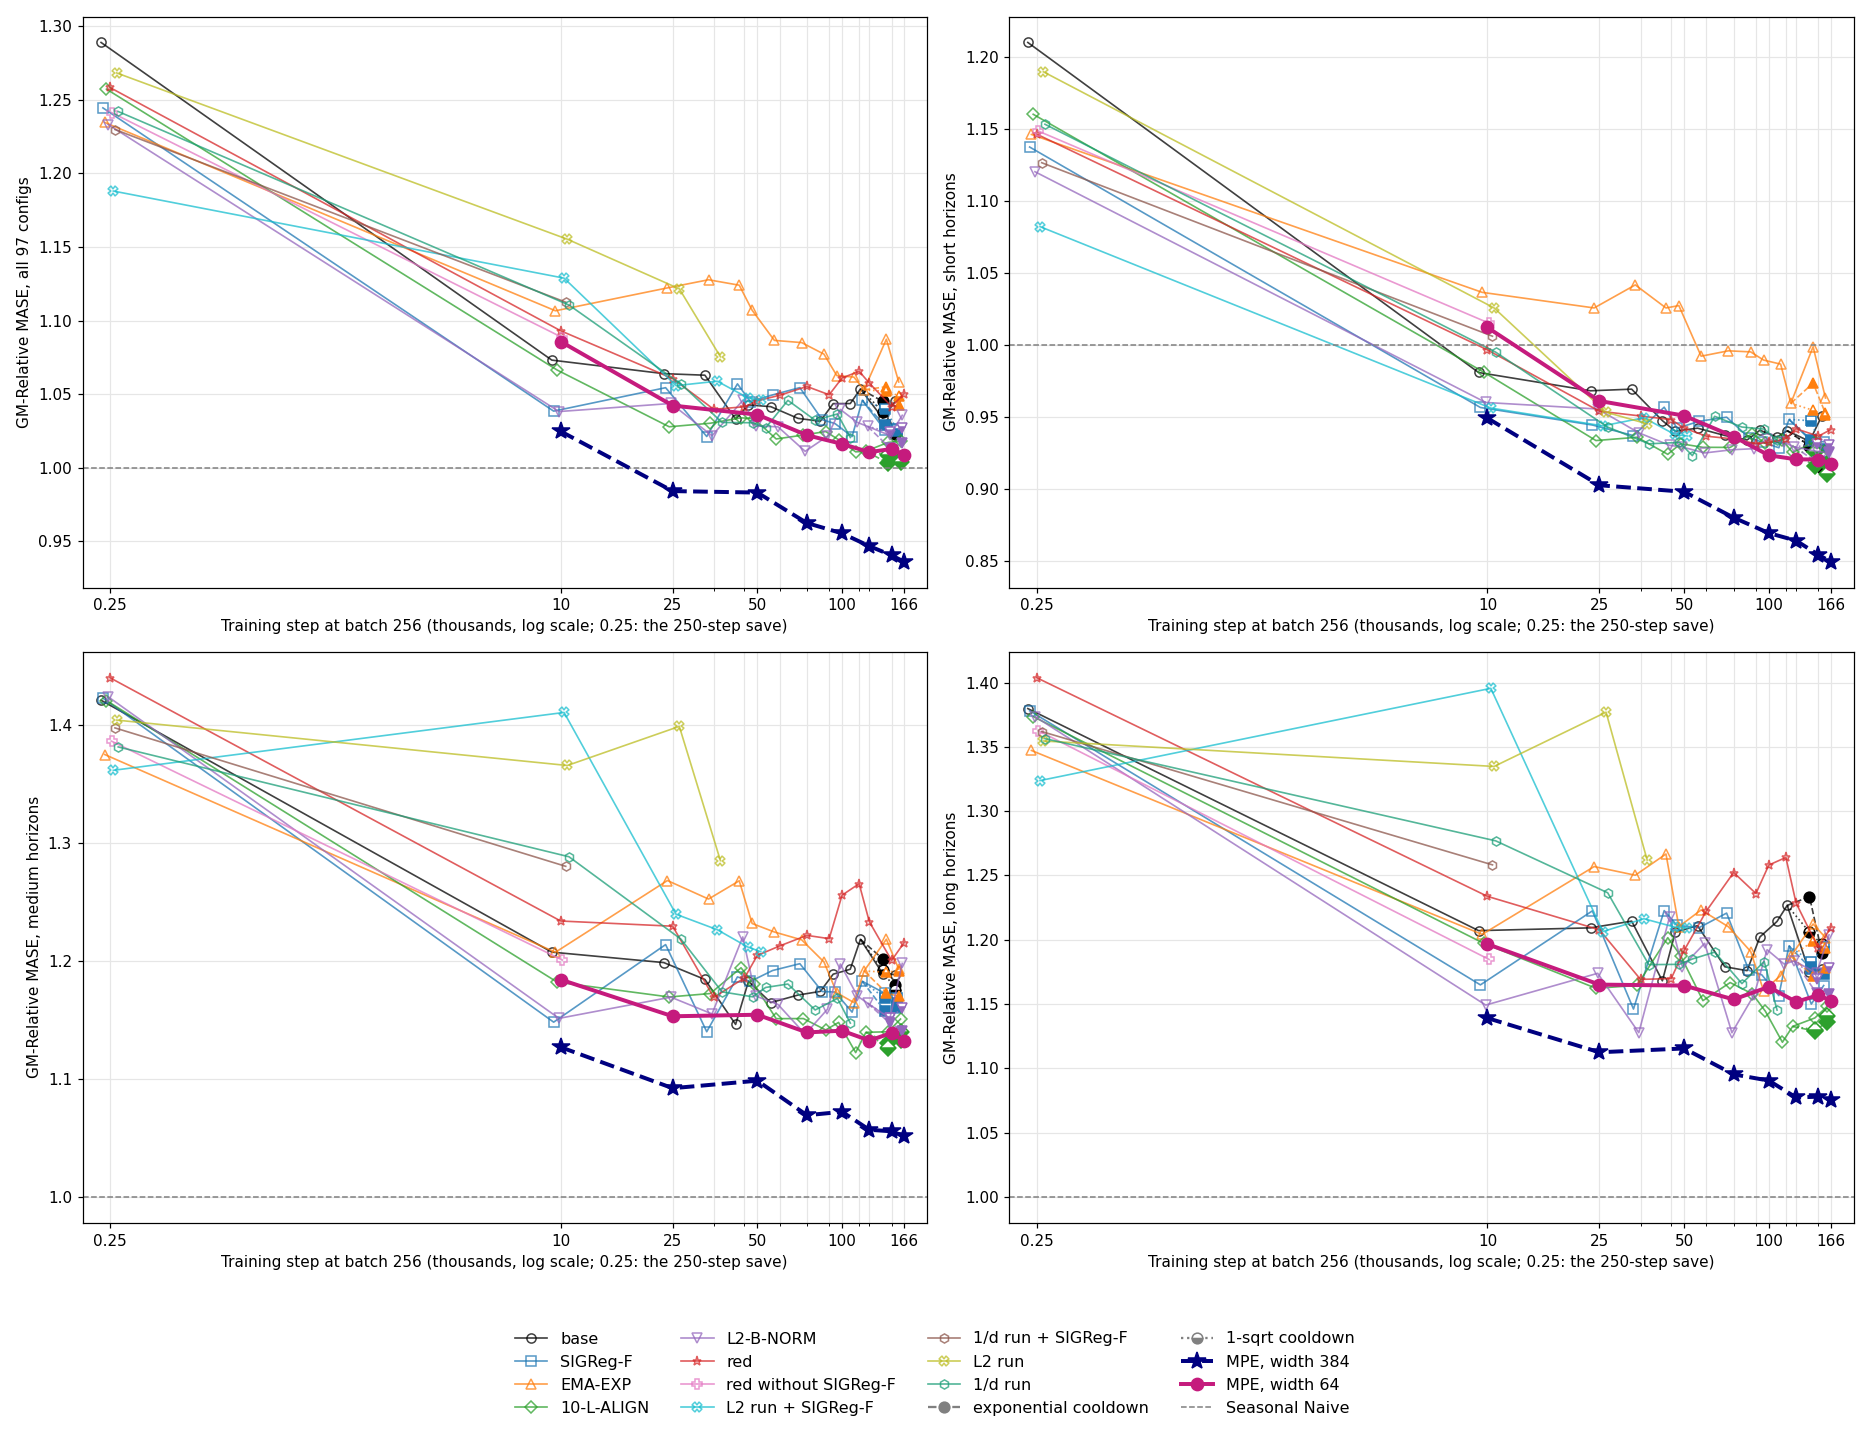 1.30
1.25
1.20
1.15
1.10
1.05
1.00
0.95
GM-Relative MASE, all 97 configs
0.25 10 25 50 100 166
Training step at batch 256 (thousands, log scale; 0.25: the 250-step save)
1.20
1.15
1.10
1.05
1.00
0.95
0.90
0.85
GM-Relative MASE, short horizons
0.25 10 25 50 100 166
Training step at batch 256 (thousands, log scale; 0.25: the 250-step save)
1.4
1.3
1.2
1.1
1.0
GM-Relative MASE, medium horizons
0.25 10 25 50 100 166
Training step at batch 256 (thousands, log scale; 0.25: the 250-step save)
1.40
1.35
1.30
1.25
1.20
1.15
1.10
1.05
1.00
GM-Relative MASE, long horizons
0.25 10 25 50 100 166
Training step at batch 256 (thousands, log scale; 0.25: the 250-step save)
base
SIGReg-F
EMA-EXP
10-L-ALIGN
L2-B-NORM
red
red without SIGReg-F
L2 run + SIGReg-F
1/d run + SIGReg-F
L2 run
1/d run
exponential cooldown
1-sqrt cooldown
MPE, width 384
MPE, width 64
Seasonal Naive